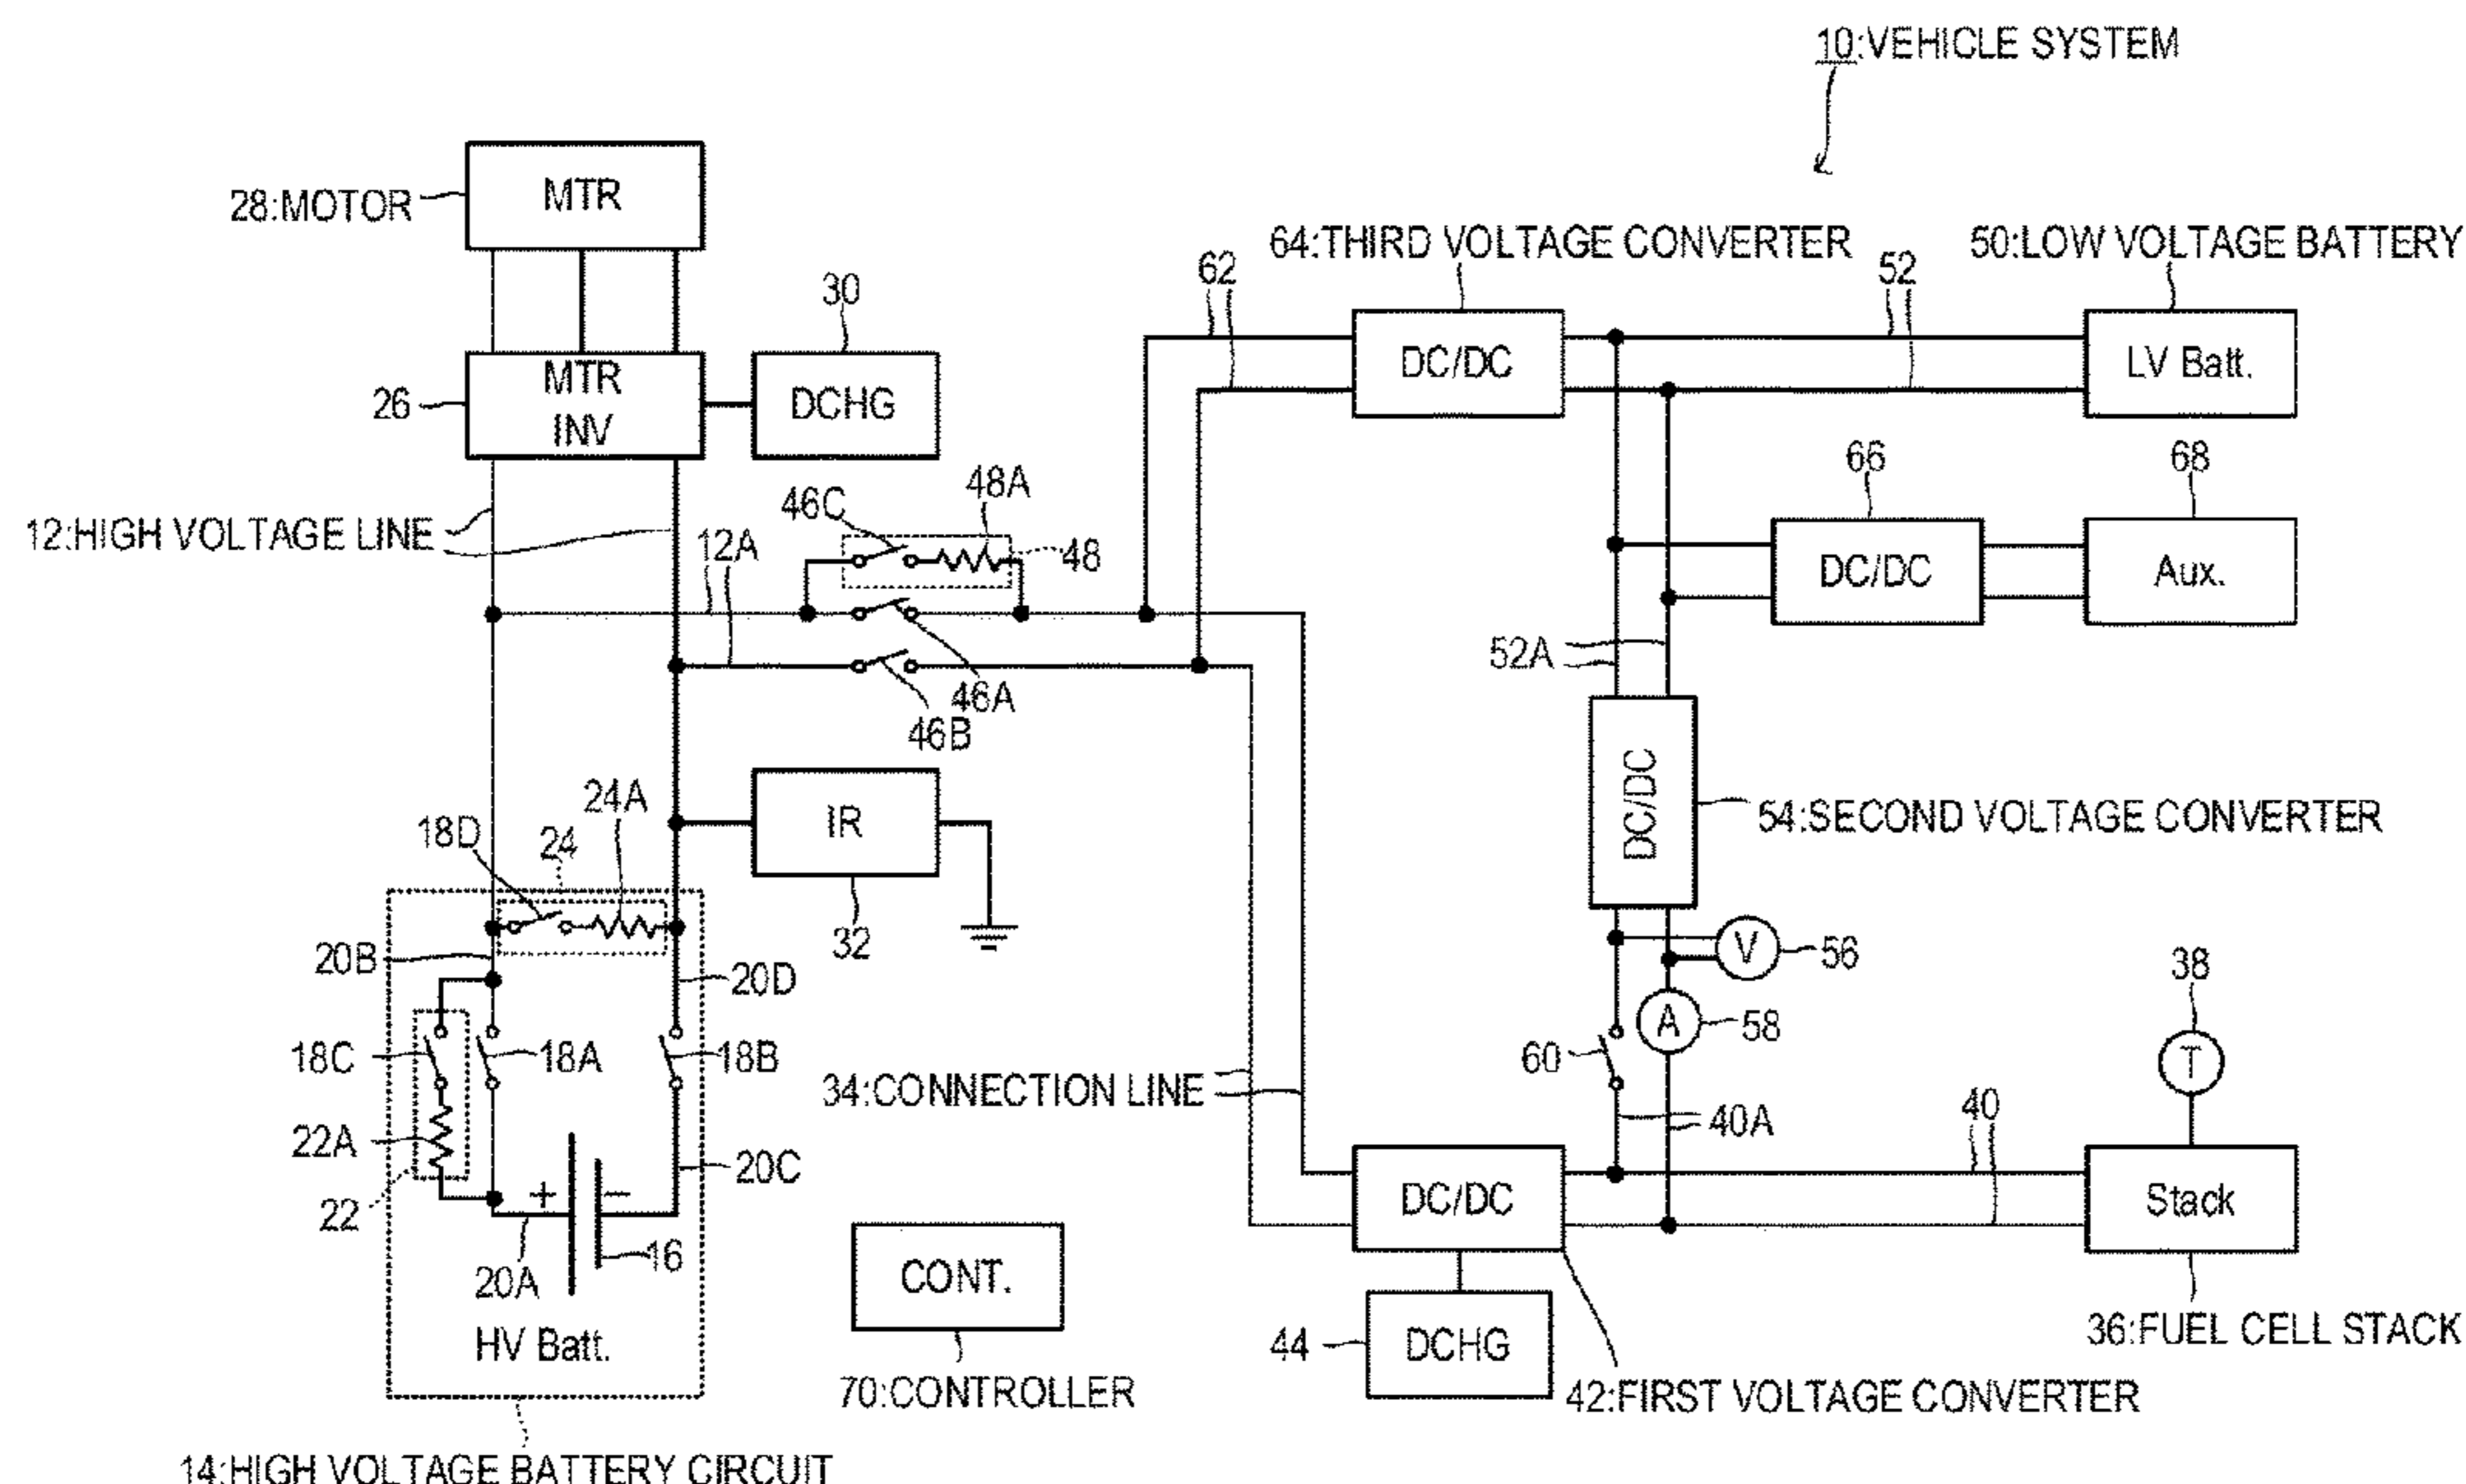 10:VEHICLE SYSTEM
MTR
28:MOTOR
64:THIRD VOLTAGE CONVERTER
50:LOW VOLTAGE BATTERY
62
52
30
MTR
INV
26
DCHG
DC/DC
LV Batt.
66
68
48A
46C
12:HIGH VOLTAGE LINE
12A
48
DC/DC
Aux.
52A
46A
46B
24A
18D
24
IR
DC/DC
54:SECOND VOLTAGE CONVERTER
32
20B
20D
V
56
38
A
58
T
18C
18A
18B
60
34:CONNECTION LINE
40
40A
22A
20C
+
−
DC/DC
Stack
22
16
20A
CONT.
HV Batt.
44
DCHG
36:FUEL CELL STACK
70:CONTROLLER
42:FIRST VOLTAGE CONVERTER
14:HIGH VOLTAGE BATTERY CIRCUIT